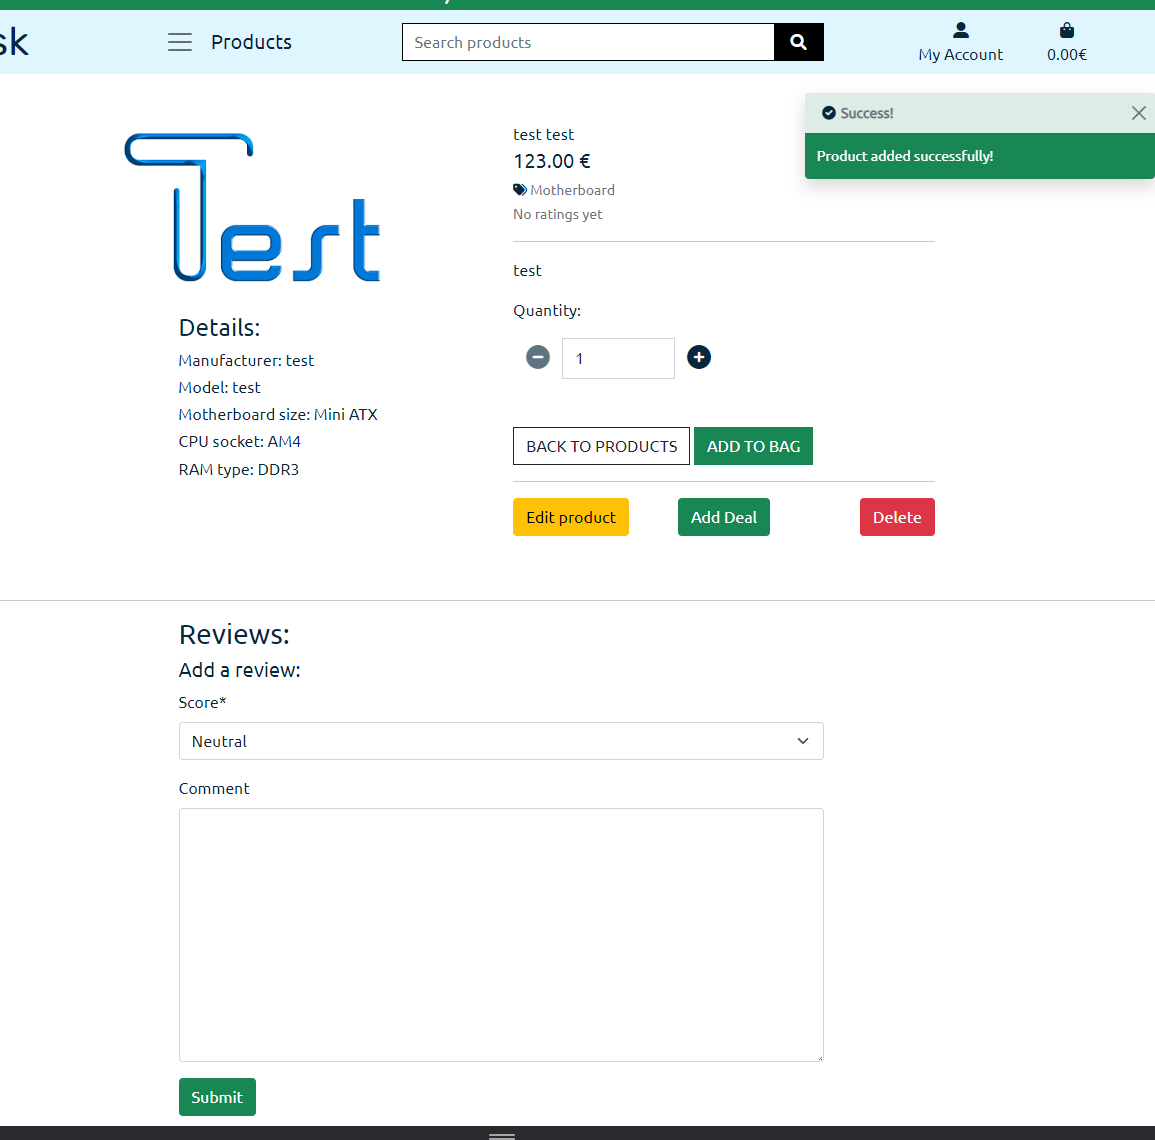 sk
Products
Search products
My Account
0.00€
Success!
Product added successfully!
Test
test test
123.00 €
Motherboard
No ratings yet
test
Quantity:
1
Details:
Manufacturer: test
Model: test
Motherboard size: Mini ATX
CPU socket: AM4
RAM type: DDR3
BACK TO PRODUCTS
ADD TO BAG
Edit product
Add Deal
Delete
Reviews:
Add a review:
Score*
Neutral
Comment
Submit